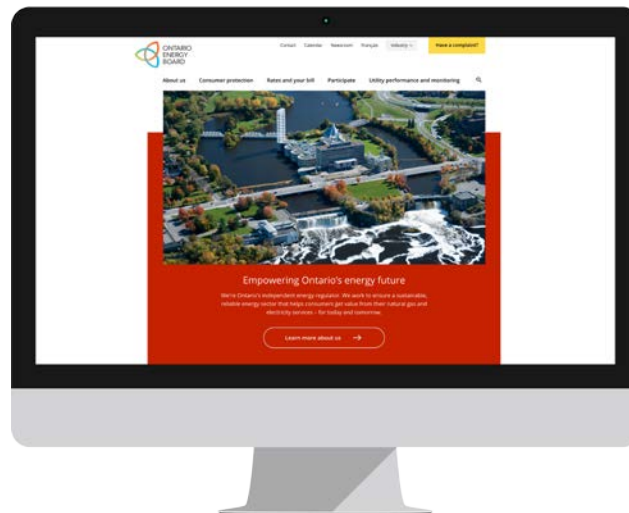 ONTARIO
ENERGY
BOARD
Contact Calendar Newsroom Français Industry Have a complaint?
About us Consumer protection Rates and your bill Participate Utility performance and monitoring
Empowering Ontario's energy future
We're Ontario's independent energy regulator. We work to ensure a sustainable,
reliable energy sector that helps consumers get value from their natural gas and
electricity services – for today and tomorrow.
Learn more about us